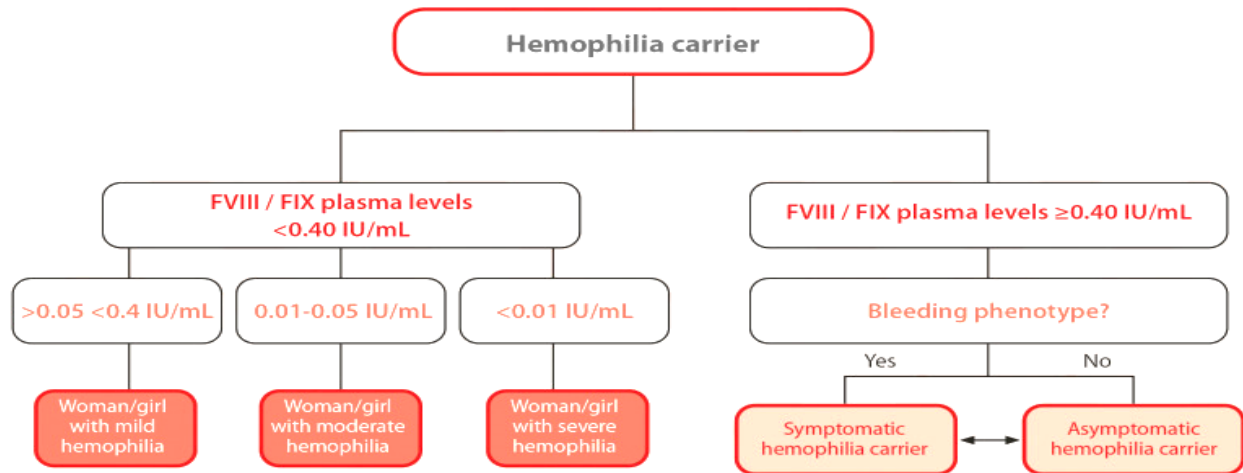 Hemophilia carrier
FVIII / FIX plasma levels
<0.40 IU/mL
FVIII / FIX plasma levels ≥0.40 IU/mL
>0.05 <0.4 IU/mL
0.01-0.05 IU/mL
<0.01 IU/mL
Bleeding phenotype?
Yes
No
Woman/girl
with mild
hemophilia
Woman/girl
with moderate
hemophilia
Woman/girl
with severe
hemophilia
Symptomatic
hemophilia carrier
Asymptomatic
hemophilia carrier